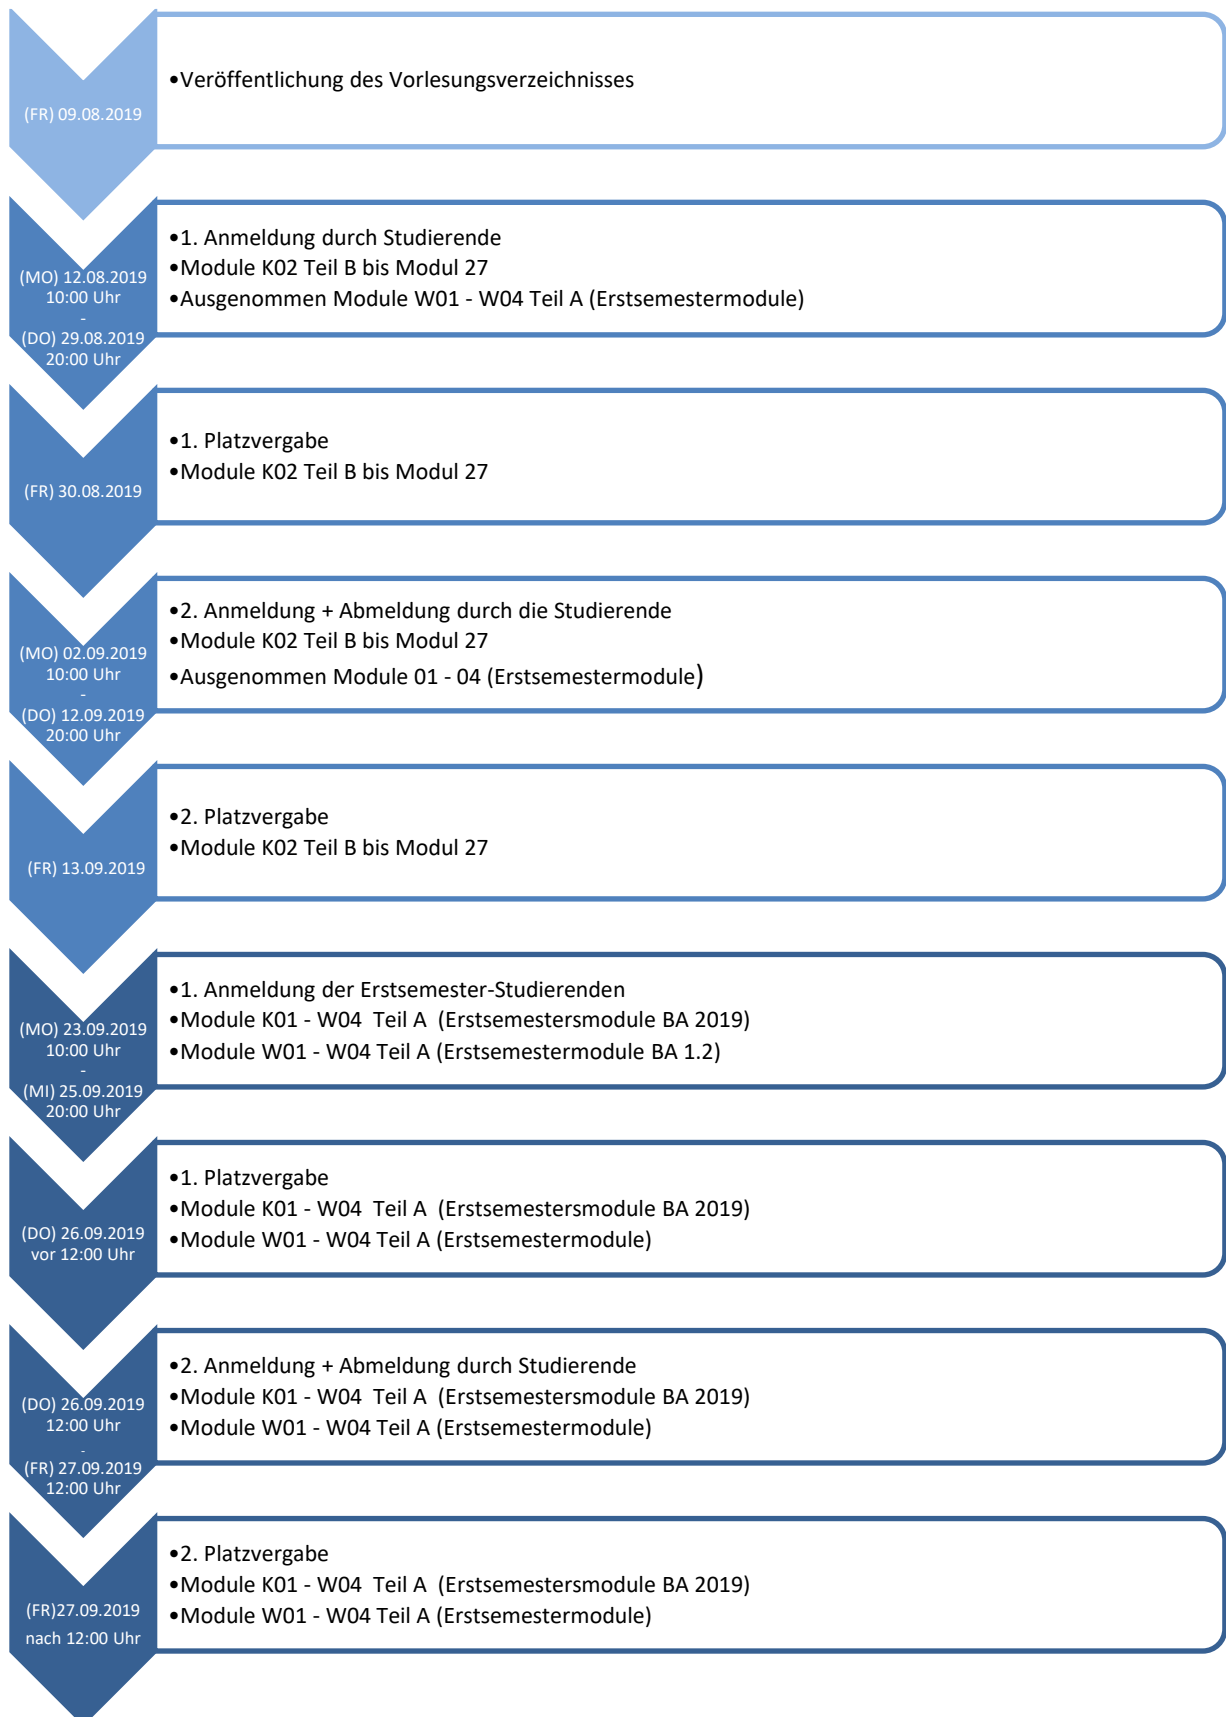 (FR) 09.08.2019
•Veröffentlichung des Vorlesungsverzeichnisses
(MO) 12.08.2019
10:00 Uhr
-
(DO) 29.08.2019
20:00 Uhr
•1. Anmeldung durch Studierende
•Module K02 Teil B bis Modul 27
•Ausgenommen Module W01 - W04 Teil A (Erstsemestermodule)
(FR) 30.08.2019
•1. Platzvergabe
•Module K02 Teil B bis Modul 27
(MO) 02.09.2019
10:00 Uhr
-
(DO) 12.09.2019
20:00 Uhr
•2. Anmeldung + Abmeldung durch die Studierende
•Module K02 Teil B bis Modul 27
•Ausgenommen Module 01 - 04 (Erstsemestermodule)
(FR) 13.09.2019
•2. Platzvergabe
•Module K02 Teil B bis Modul 27
(MO) 23.09.2019
10:00 Uhr
-
(MI) 25.09.2019
20:00 Uhr
•1. Anmeldung der Erstsemester-Studierenden
•Module K01 - W04  Teil A  (Erstsemestersmodule BA 2019)
•Module W01 - W04 Teil A (Erstsemestermodule BA 1.2)
(DO) 26.09.2019
vor 12:00 Uhr
•1. Platzvergabe
•Module K01 - W04  Teil A  (Erstsemestersmodule BA 2019)
•Module W01 - W04 Teil A (Erstsemestermodule)
(DO) 26.09.2019
12:00 Uhr
-
(FR) 27.09.2019
12:00 Uhr
•2. Anmeldung + Abmeldung durch Studierende
•Module K01 - W04  Teil A  (Erstsemestersmodule BA 2019)
•Module W01 - W04 Teil A (Erstsemestermodule)
(FR)27.09.2019
nach 12:00 Uhr
•2. Platzvergabe
•Module K01 - W04  Teil A  (Erstsemestersmodule BA 2019)
•Module W01 - W04 Teil A (Erstsemestermodule)